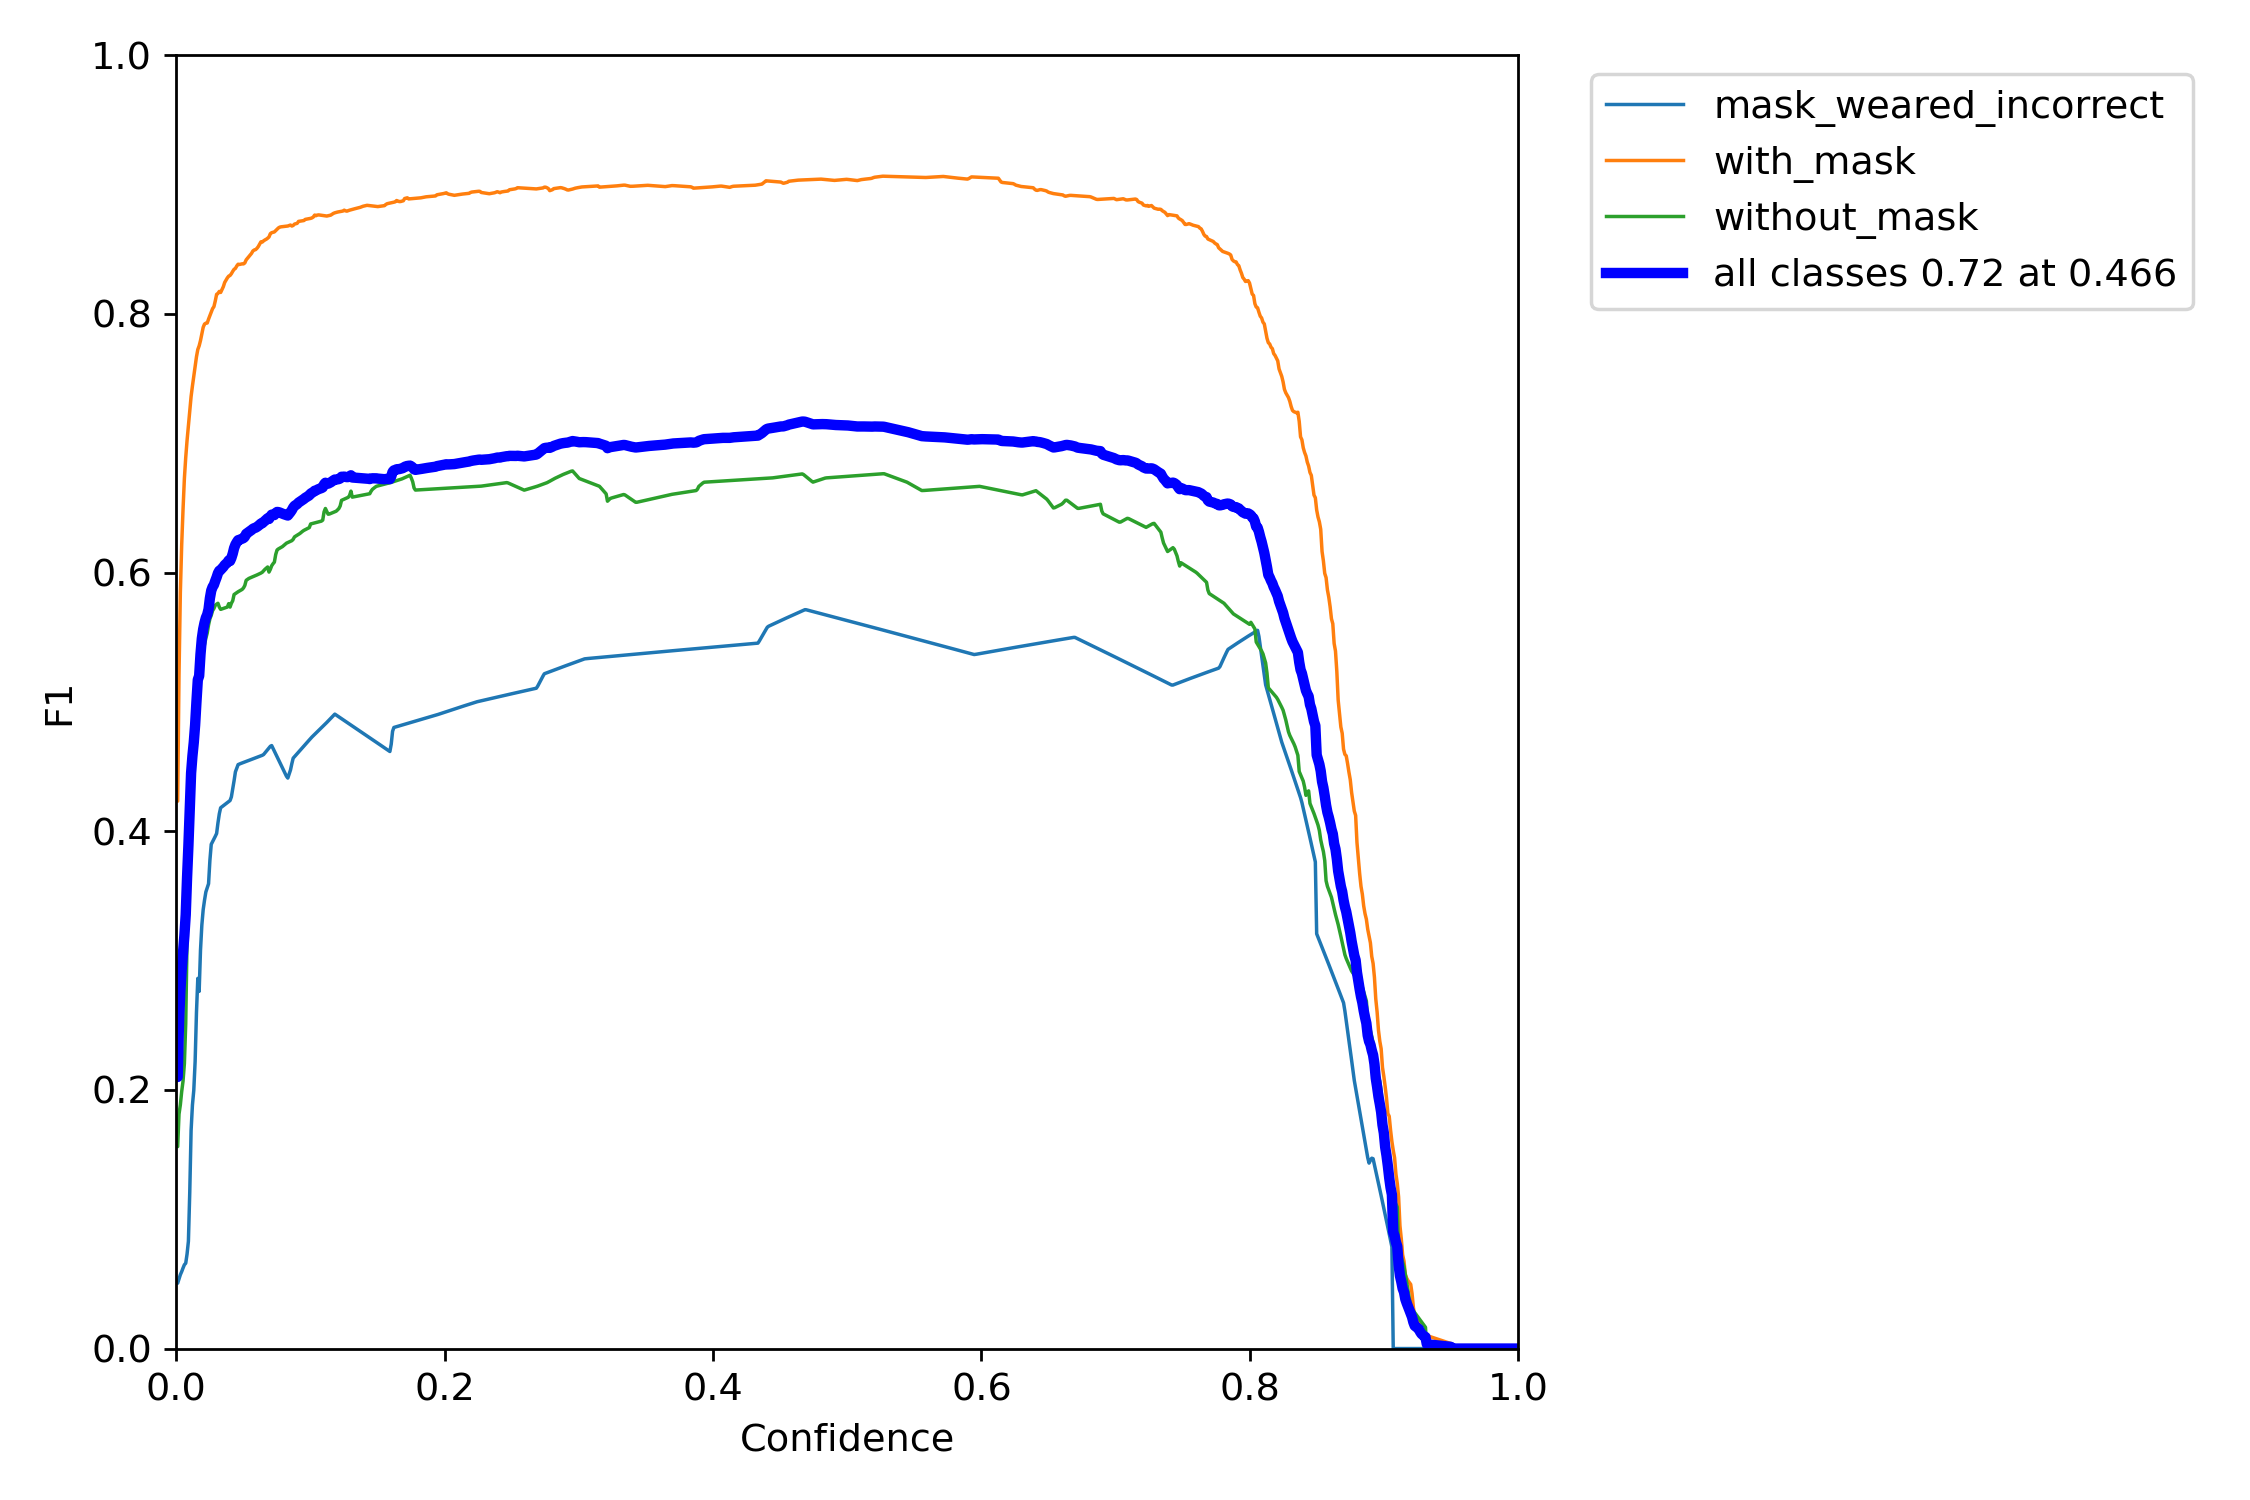 1.0
0.8
0.6
0.4
0.2
0.0
F1
0.0 0.2 0.4 0.6 0.8 1.0
Confidence
mask_weared_incorrect
with_mask
without_mask
all classes 0.72 at 0.466